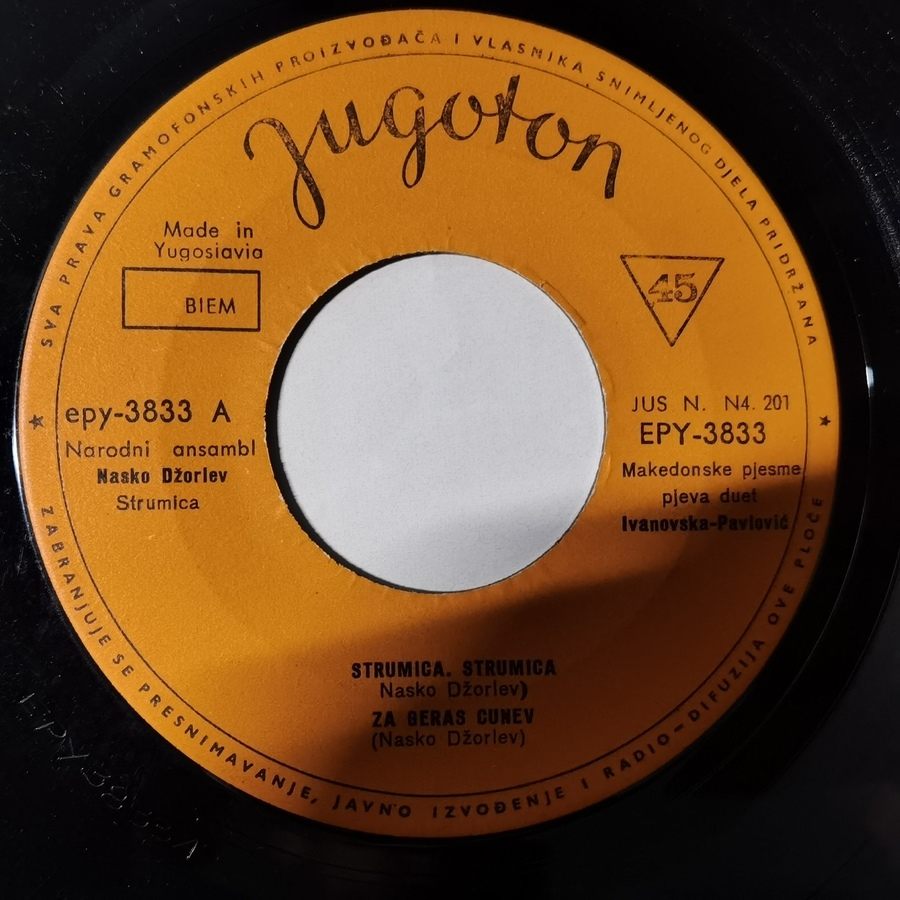 SVA PRAVA GRAMOFONSKIH PROIZVOĐAČA I VLASNIKA SNIMLJENOG DJELA PRIDRŽANA
Jugoton
Made in
Yugoslavia
BIEM
45
epy-3833 A
Narodni ansambl
Nasko Džorlev
Strumica
JUS N. N4. 201
EPY-3833
Makedonske pjesme
pjeva duet
Ivanovska-Pavlović
STRUMICA, STRUMICA
Nasko Džorlev)
ZA GERAS CUNEV
(Nasko Džorlev)
ZABRANJUJE SE PRESNIMAVANJE, JAVNO IZVOĐENJE I RADIO-DIFUZIJA OVE PLOČE